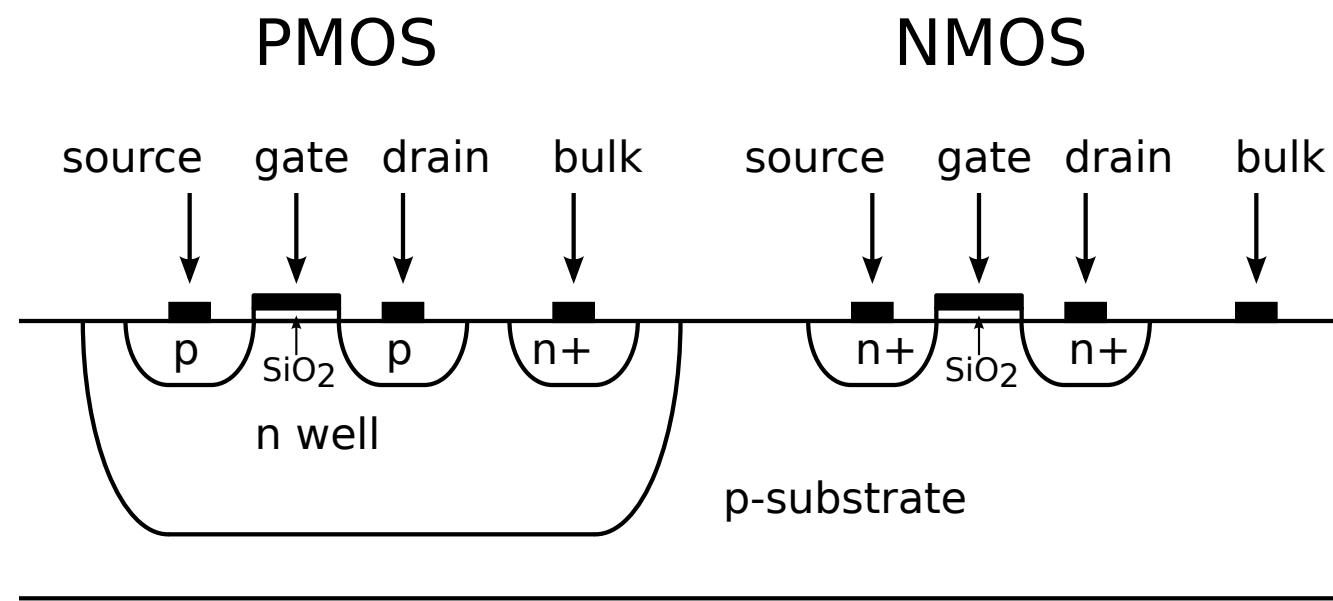 PMOS NMOS
source gate drain bulk source gate drain bulk
p p n+ n+ n+
SiO2 SiO2
n well
p-substrate